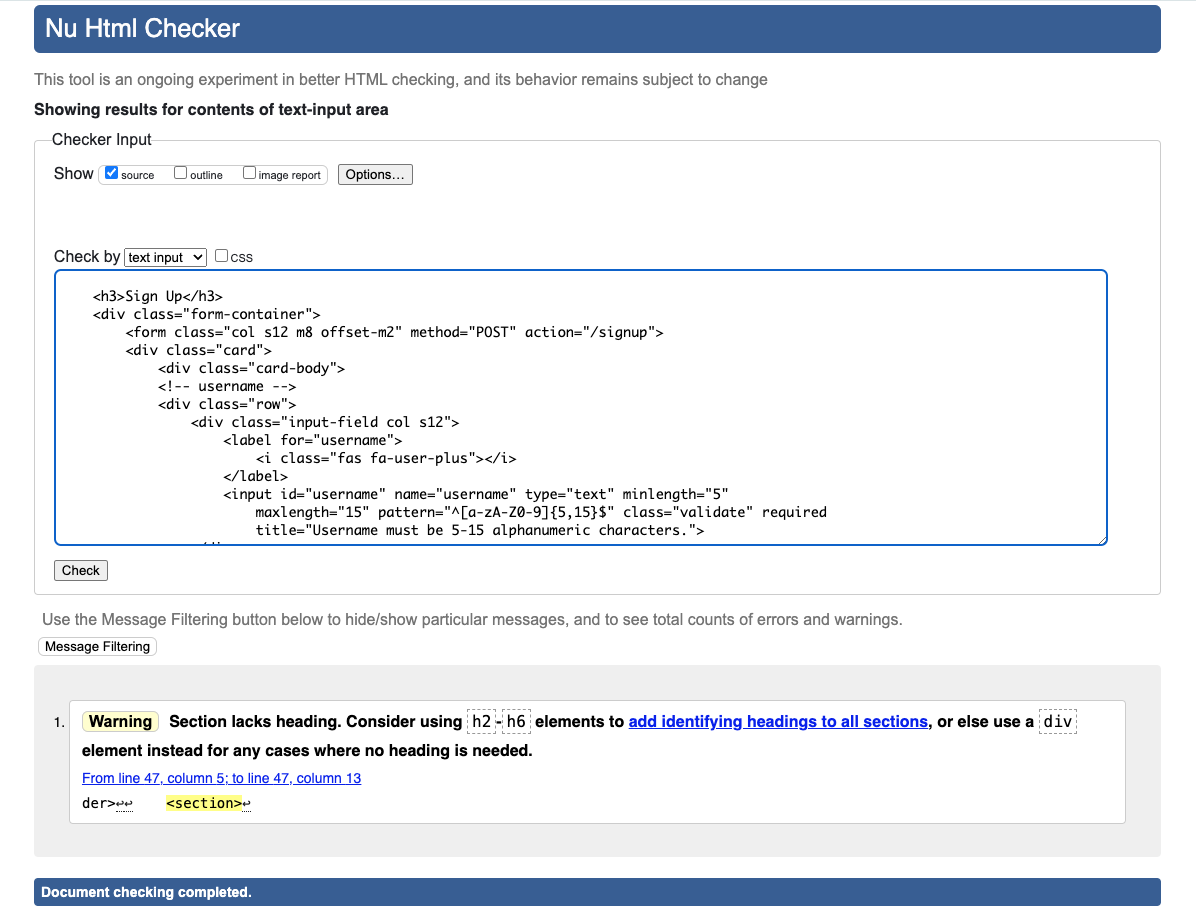 Nu Html Checker
This tool is an ongoing experiment in better HTML checking, and its behavior remains subject to change
Showing results for contents of text-input area
Checker Input
Show source outline image report Options...
Check by text input CSS
<h3>Sign Up</h3>
<div class="form-container">
<form class="col s12 m8 offset-m2" method="POST" action="/signup">
<div class="card">
<div class="card-body">
<!-- username -->
<div class="row">
<div class="input-field col s12">
<label for="username">
<i class="fas fa-user-plus"></i>
</label>
<input id="username" name="username" type="text" minlength="5"
maxlength="15" pattern="^[a-zA-Z0-9]{5,15}$" class="validate" required
title="Username must be 5-15 alphanumeric characters.">
Check
Use the Message Filtering button below to hide/show particular messages, and to see total counts of errors and warnings.
Message Filtering
1. Warning Section lacks heading. Consider using h2-h6 elements to add identifying headings to all sections, or else use a div
element instead for any cases where no heading is needed.
From line 47, column 5; to line 47, column 13
der>↩↩ <section>↩
Document checking completed.